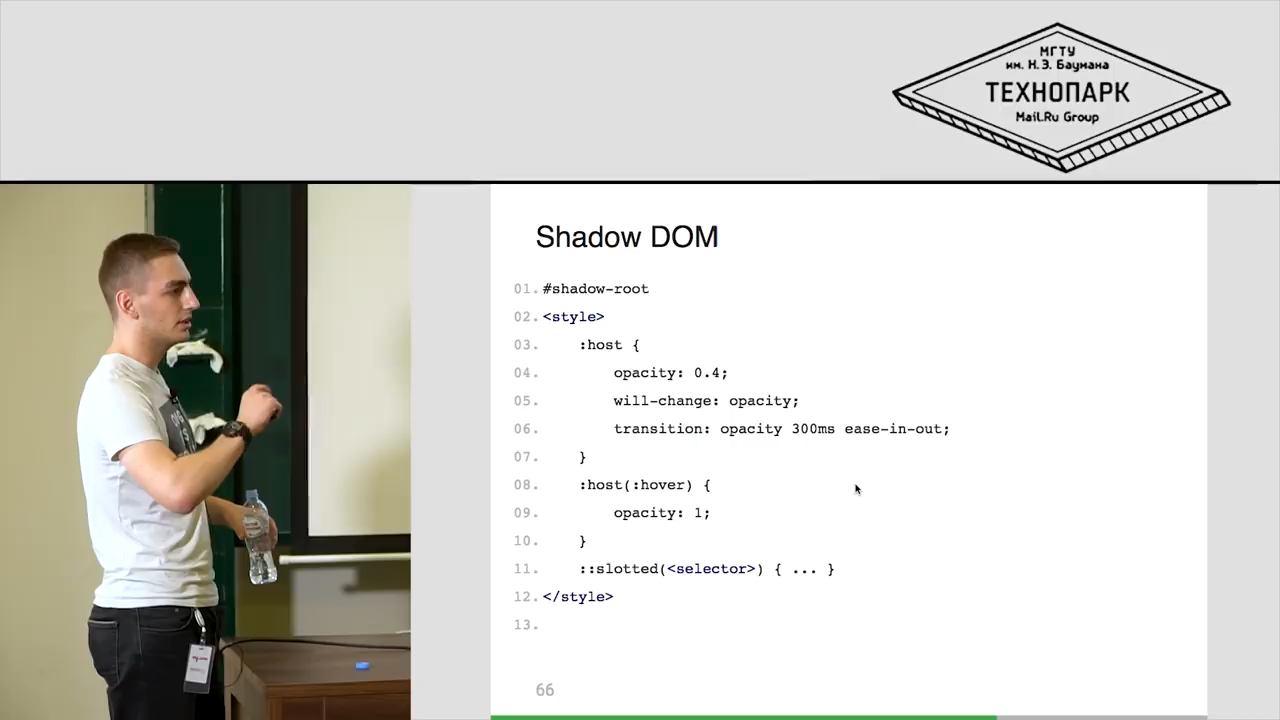 МГТУ
им. Н.Э. Баумана
ТЕХНОПАРК
Mail.Ru Group
Shadow DOM
01. #shadow-root
02. <style>
03. :host {
04. opacity: 0.4;
05. will-change: opacity;
06. transition: opacity 300ms ease-in-out;
07. }
08. :host(:hover) {
09. opacity: 1;
10. }
11. ::slotted(<selector>) { ... }
12. </style>
13.
66